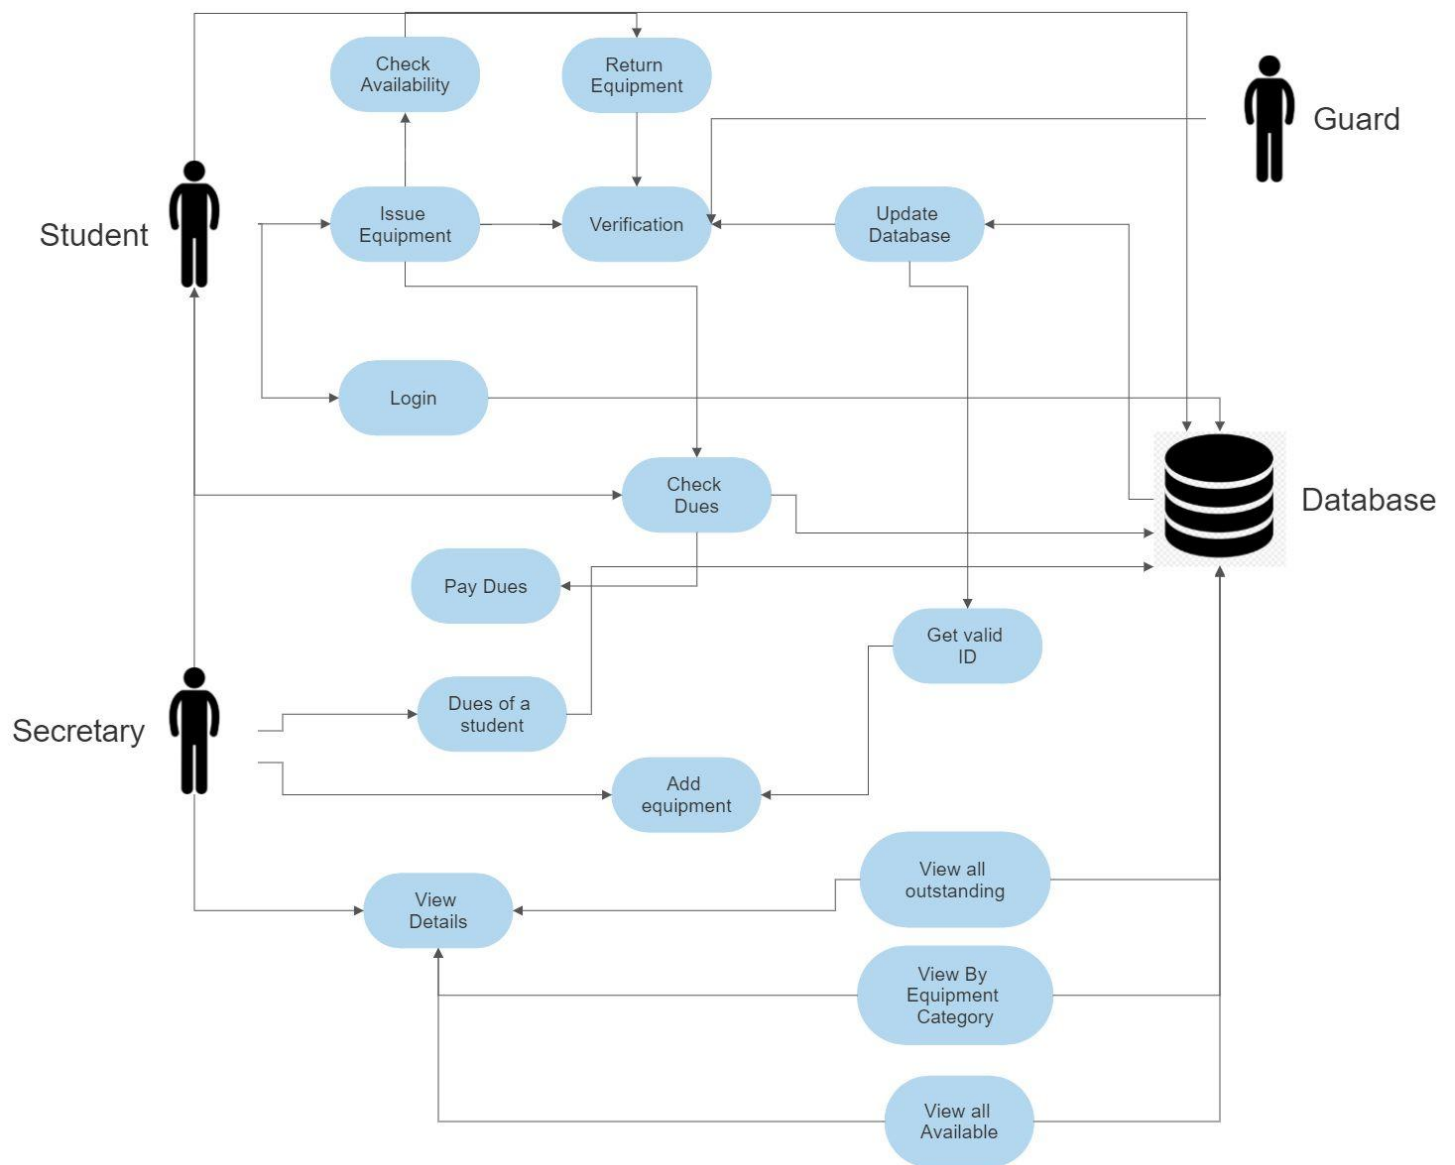 Check
Availability
Return
Equipment
Guard
Student
Issue
Equipment
Verification
Update
Database
Login
Check
Dues
Database
Pay Dues
Get valid
ID
Secretary
Dues of a
student
Add
equipment
View all
outstanding
View
Details
View By
Equipment
Category
View all
Available